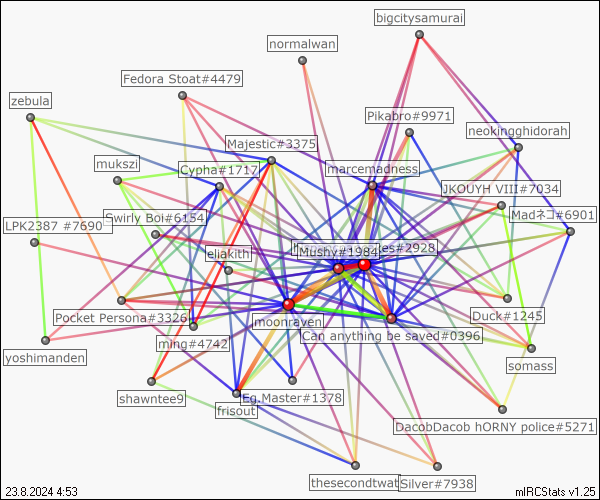 bigcitysamurai
normalwan
Fedora Stoat#4479
zebula
Pikabro#9971
neokingghidorah
Majestic#3375
mukszi
Cypha#1717
marcemadness
JKOUYH VIII#7034
Swirly Boi#6154
Madネコ#6901
LPK2387 #7690
eliakith
es#2928
Mushy#1984
Pocket Persona#3326
moonraven
Duck#1245
Can anything be saved#0396
ming#4742
yoshimanden
somass
shawntee9
Eg.Master#1378
frisout
DacobDacob hORNY police#5271
thesecondtwat
Silver#7938
23.8.2024 4:53
mIRCStats v1.25